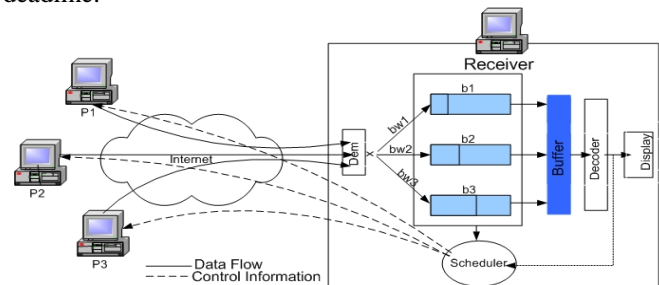 deadline.
Receiver
P1
P2
P3
Internet
Dem
bw1
bw2
bw3
b1
b2
b3
Buffer
Decoder
Display
Scheduler
Data Flow
Control Information